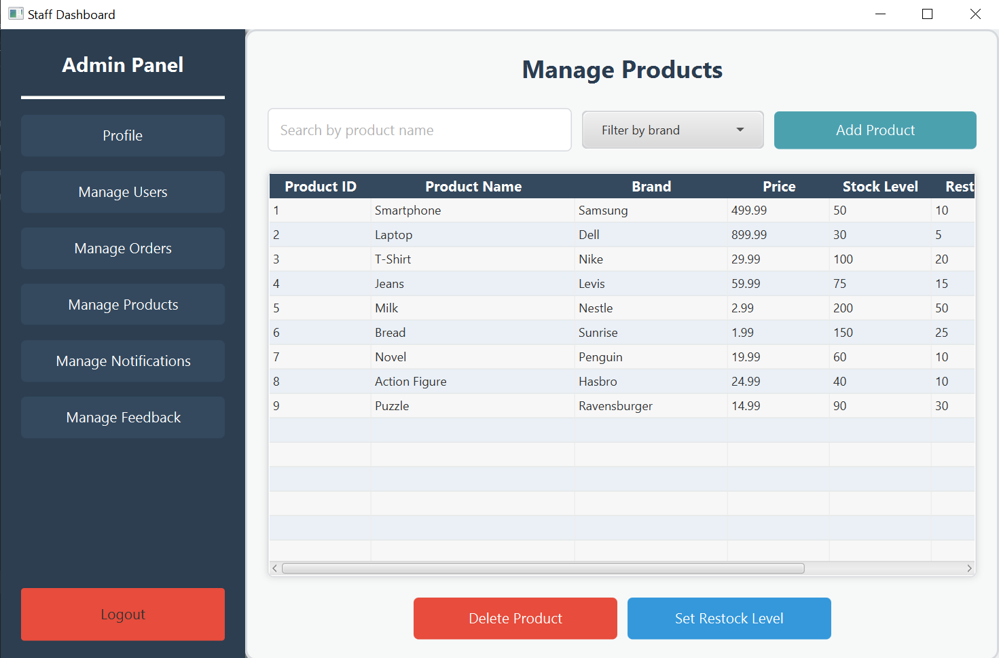 Staff Dashboard
Admin Panel
Profile
Manage Users
Manage Orders
Manage Products
Manage Notifications
Manage Feedback
Logout
Manage Products
Search by product name
Filter by brand
Add Product
Product ID Product Name Brand Price Stock Level Rest
1 Smartphone Samsung 499.99 50 10
2 Laptop Dell 899.99 30 5
3 T-Shirt Nike 29.99 100 20
4 Jeans Levis 59.99 75 15
5 Milk Nestle 2.99 200 50
6 Bread Sunrise 1.99 150 25
7 Novel Penguin 19.99 60 10
8 Action Figure Hasbro 24.99 40 10
9 Puzzle Ravensburger 14.99 90 30
Delete Product
Set Restock Level